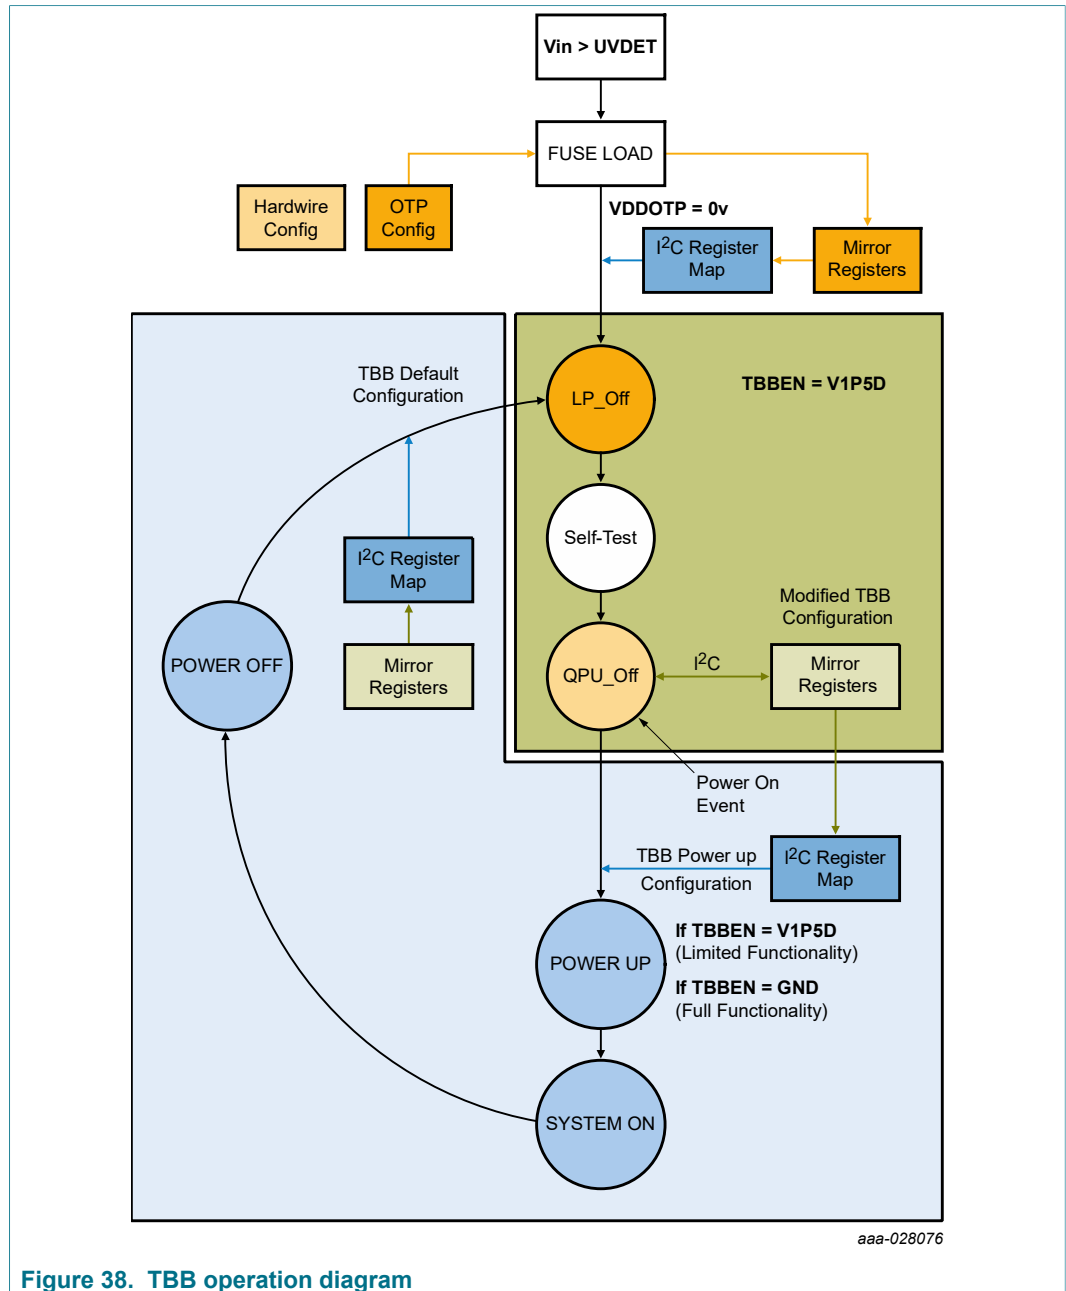 Vin > UVDET
FUSE LOAD
Hardwire
Config
OTP
Config
VDDOTP = 0v
I2C Register
Map
Mirror
Registers
TBB Default
Configuration
LP_Off
TBBEN = V1P5D
Self-Test
I2C Register
Map
Modified TBB
Configuration
POWER OFF
Mirror
Registers
QPU_Off
I2C
Mirror
Registers
Power On
Event
TBB Power up
Configuration
I2C Register
Map
POWER UP
If TBBEN = V1P5D
(Limited Functionality)
If TBBEN = GND
(Full Functionality)
SYSTEM ON
aaa-028076
Figure 38. TBB operation diagram